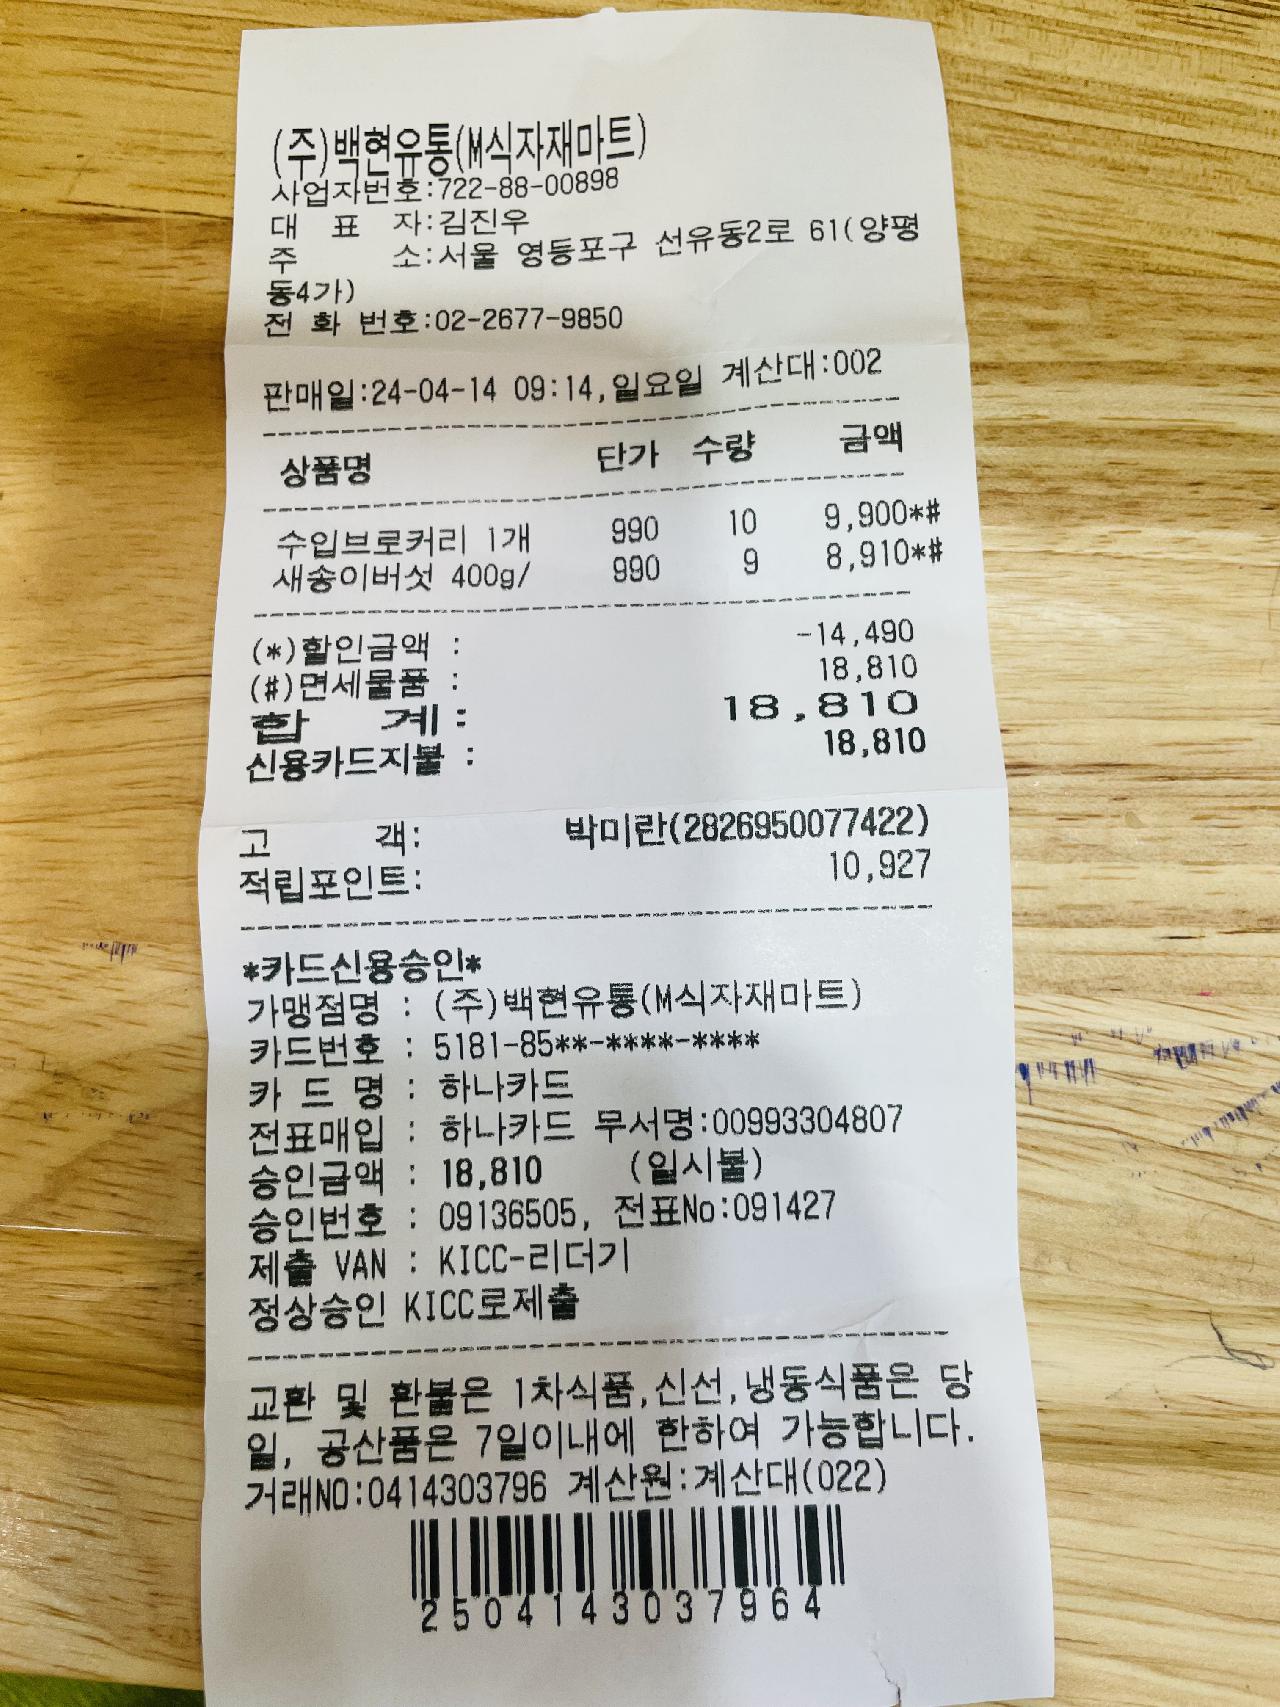 (주)백현유통(M식자재마트)
사업자번호:722-88-00898
대 표 자:김진우
주 소:서울 영등포구 선유동2로 61(양평
동4가)
전 화 번호:02-2677-9850
판매일:24-04-14 09:14,일요일 계산대:002
상품명 단가 수량 금액
수입브로커리 1개 990 10 9,900*#
새송이버섯 400g/ 990 9 8,910*#
(*)할인금액 : -14,490
(#)면세물품 : 18,810
합 계: 18,810
신용카드지불 : 18,810
고 객: 박미란(2826950077422)
적립포인트: 10,927
*카드신용승인*
가맹점명 : (주)백현유통(M식자재마트)
카드번호 : 5181-85**-****-****
카 드 명 : 하나카드
전표매입 : 하나카드 무서명:00993304807
승인금액 : 18,810 (일시불)
승인번호 : 09136505, 전표No:091427
제출 VAN : KICC-리더기
정상승인 KICC로제출
교환 및 환불은 1차식품,신선,냉동식품은 당
일, 공산품은 7일이내에 한하여 가능합니다.
거래NO:0414303796 계산원:계산대(022)
2504143037964